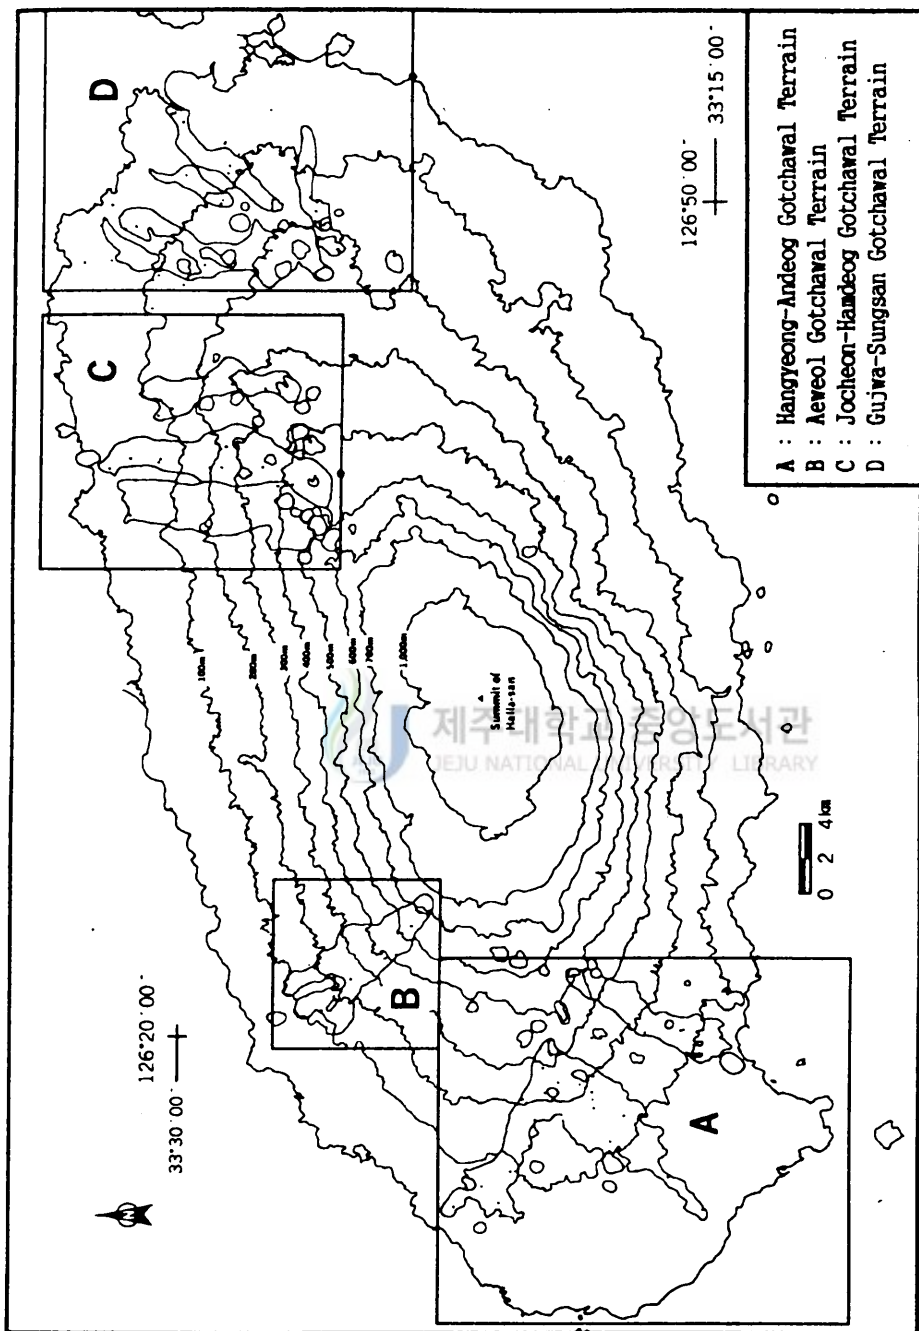 N
126°20′00″
33°30′00″
A
B
C
D
100m
200m
300m
400m
500m
600m
700m
1,000m
Summit of
Halla-san
제주대학교 중앙도서관
JEJU NATIONAL UNIVERSITY LIBRARY
0 2 4km
126°50′00″
33°15′00″
A : Hangyeong-Andeog Gotchawal Terrain
B : Aeweol Gotchawal Terrain
C : Jocheon-Hamdeog Gotchawal Terrain
D : Gujwa-Sungsan Gotchawal Terrain